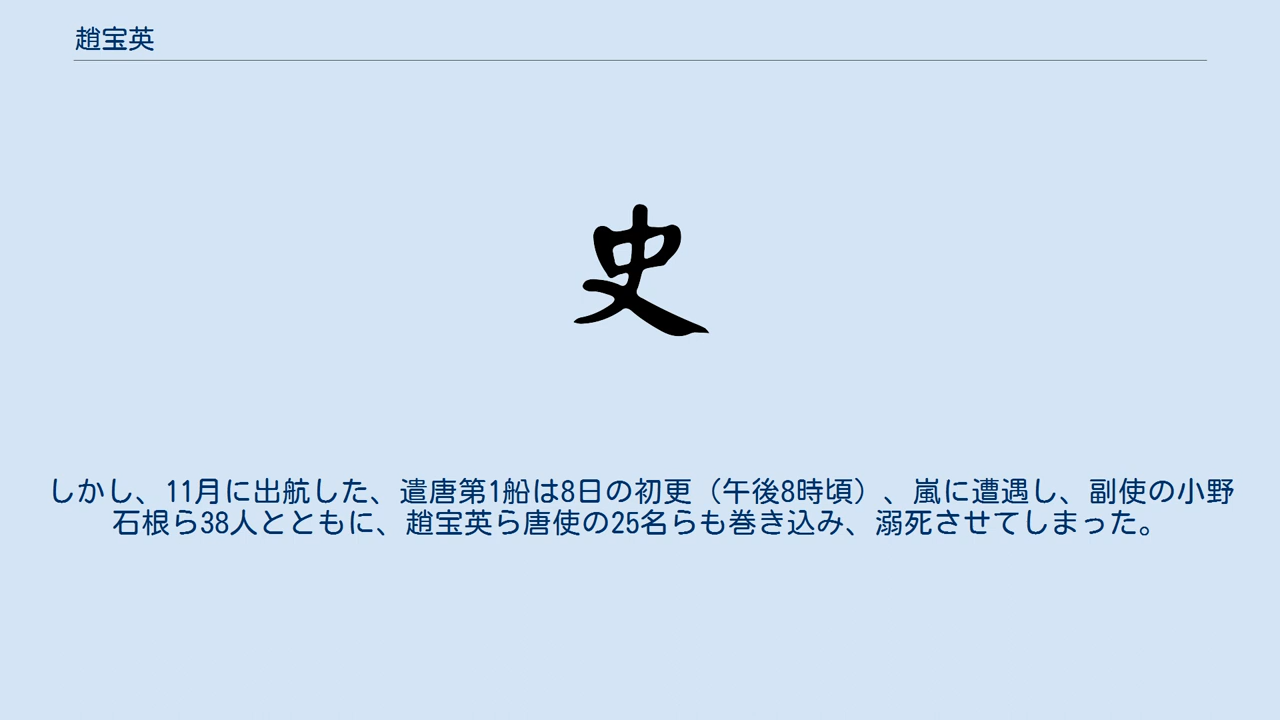 趙宝英
史
しかし、11月に出航した、遣唐第1船は8日の初更（午後8時頃）、嵐に遭遇し、副使の小野
石根ら38人とともに、趙宝英ら唐使の25名らも巻き込み、溺死させてしまった。